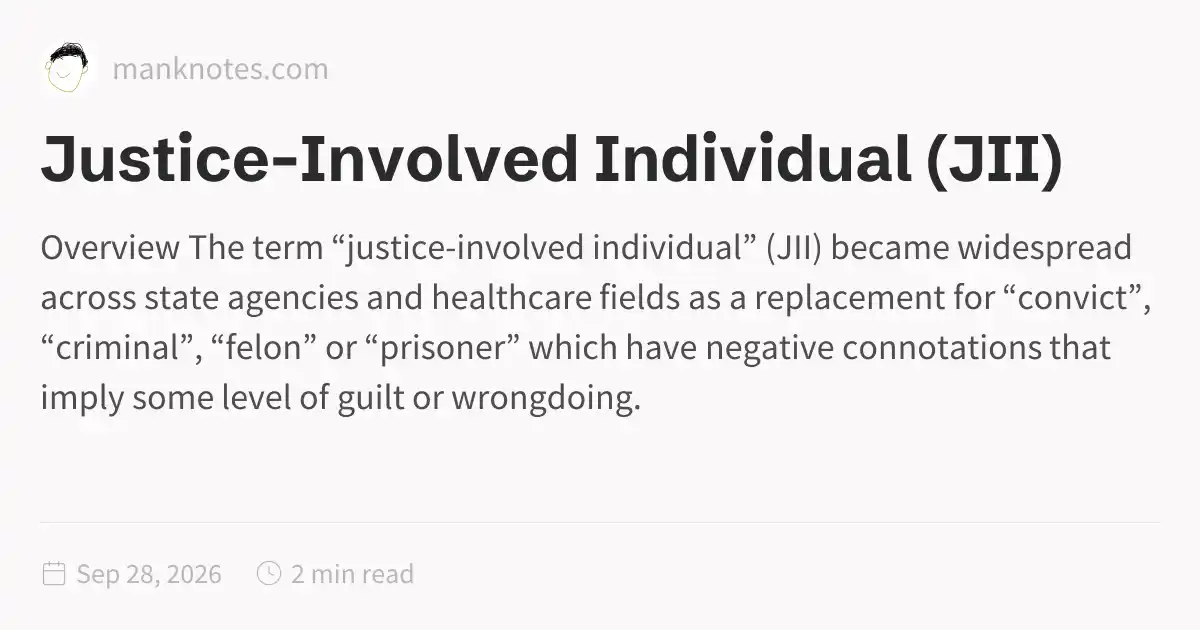 manknotes.com
Justice-Involved Individual (JII)
Overview The term “justice-involved individual” (JII) became widespread
across state agencies and healthcare fields as a replacement for “convict”,
“criminal”, “felon” or “prisoner” which have negative connotations that
imply some level of guilt or wrongdoing.
Sep 28, 2026 2 min read